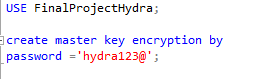 USE FinalProjectHydra;
create master key encryption by
password ='hydra123@';